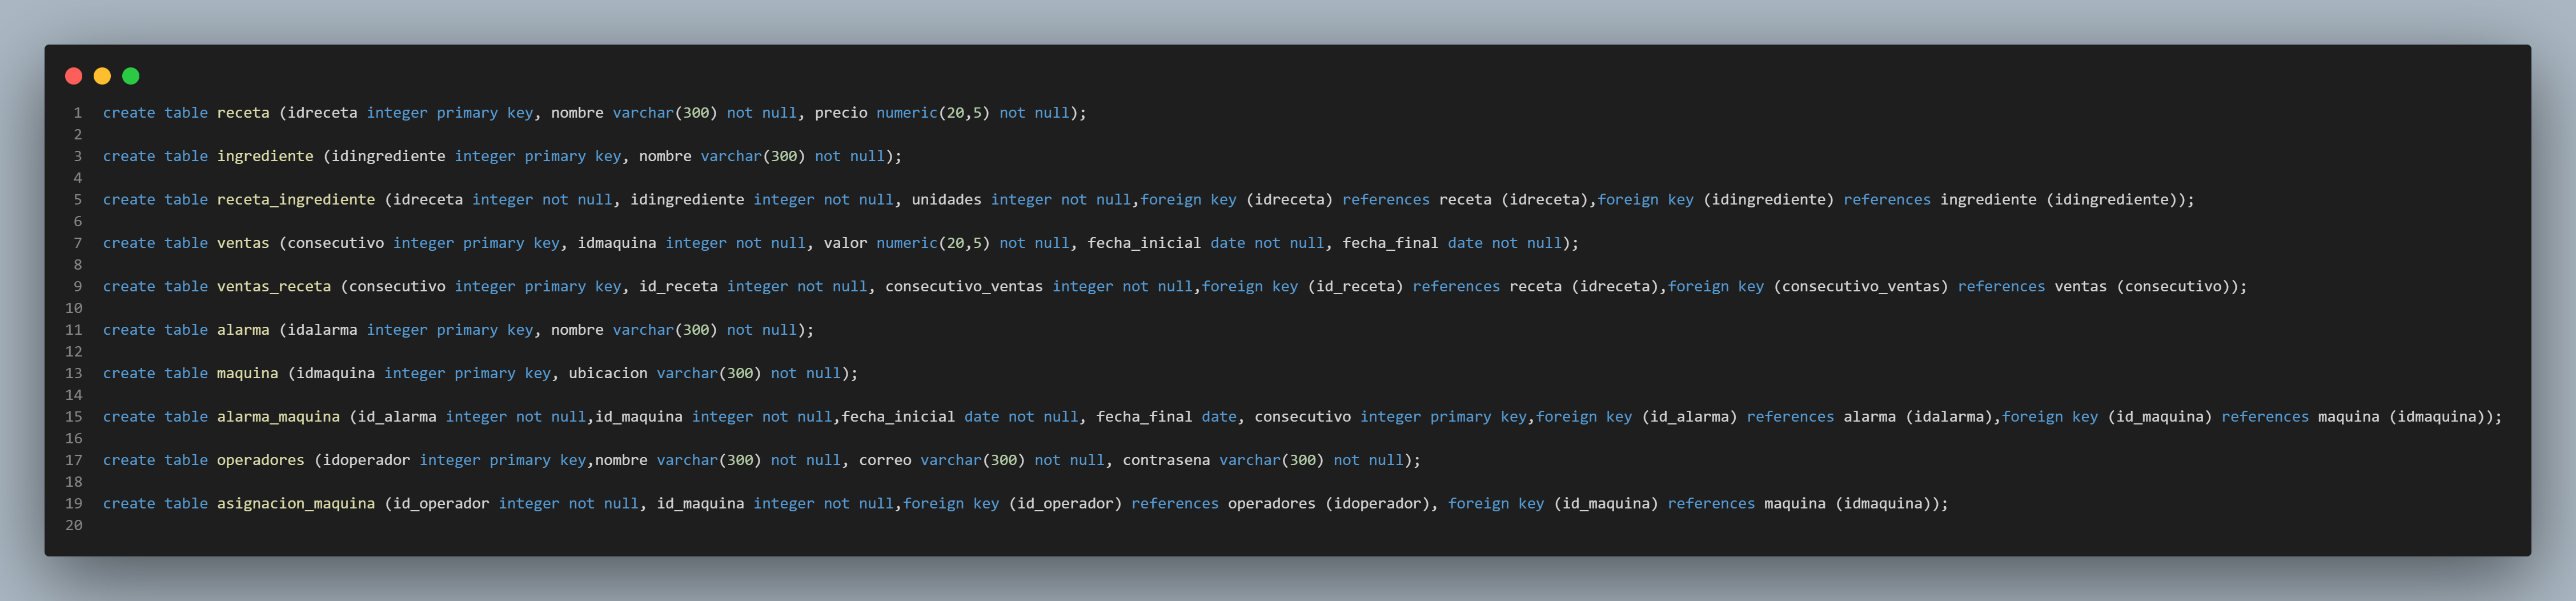 1 create table receta (idreceta integer primary key, nombre varchar(300) not null, precio numeric(20,5) not null);
2
3 create table ingrediente (idingrediente integer primary key, nombre varchar(300) not null);
4
5 create table receta_ingrediente (idreceta integer not null, idingrediente integer not null, unidades integer not null,foreign key (idreceta) references receta (idreceta),foreign key (idingrediente) references ingrediente (idingrediente));
6
7 create table ventas (consecutivo integer primary key, idmaquina integer not null, valor numeric(20,5) not null, fecha_inicial date not null, fecha_final date not null);
8
9 create table ventas_receta (consecutivo integer primary key, id_receta integer not null, consecutivo_ventas integer not null,foreign key (id_receta) references receta (idreceta),foreign key (consecutivo_ventas) references ventas (consecutivo));
10
11 create table alarma (idalarma integer primary key, nombre varchar(300) not null);
12
13 create table maquina (idmaquina integer primary key, ubicacion varchar(300) not null);
14
15 create table alarma_maquina (id_alarma integer not null,id_maquina integer not null,fecha_inicial date not null, fecha_final date, consecutivo integer primary key,foreign key (id_alarma) references alarma (idalarma),foreign key (id_maquina) references maquina (idmaquina));
16
17 create table operadores (idoperador integer primary key,nombre varchar(300) not null, correo varchar(300) not null, contrasena varchar(300) not null);
18
19 create table asignacion_maquina (id_operador integer not null, id_maquina integer not null,foreign key (id_operador) references operadores (idoperador), foreign key (id_maquina) references maquina (idmaquina));
20